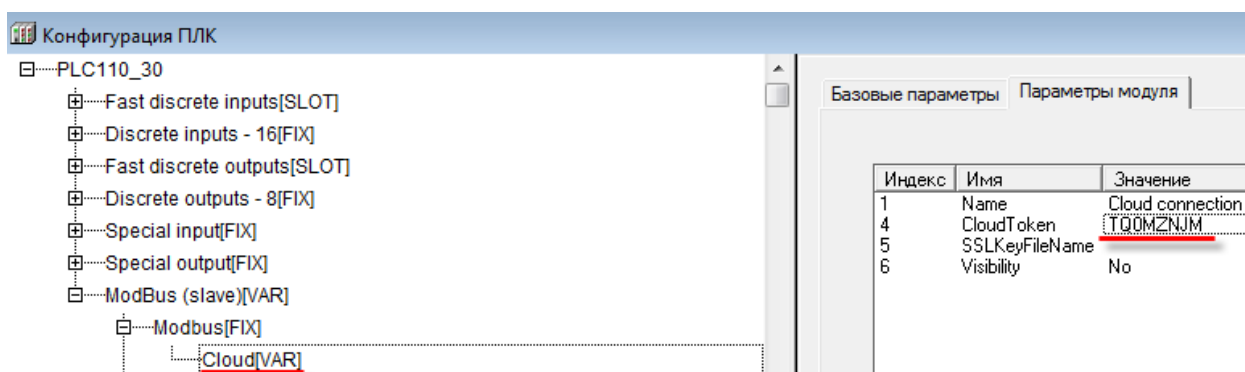 Конфигурация ПЛК
PLC110_30
Fast discrete inputs[SLOT]
Discrete inputs - 16[FIX]
Fast discrete outputs[SLOT]
Discrete outputs - 8[FIX]
Special input[FIX]
Special output[FIX]
ModBus (slave)[VAR]
Modbus[FIX]
Cloud[VAR]
Базовые параметры Параметры модуля
Индекс Имя Значение
1 Name Cloud connection
4 CloudToken TQ0MZNJM
5 SSLKeyFileName
6 Visibility No